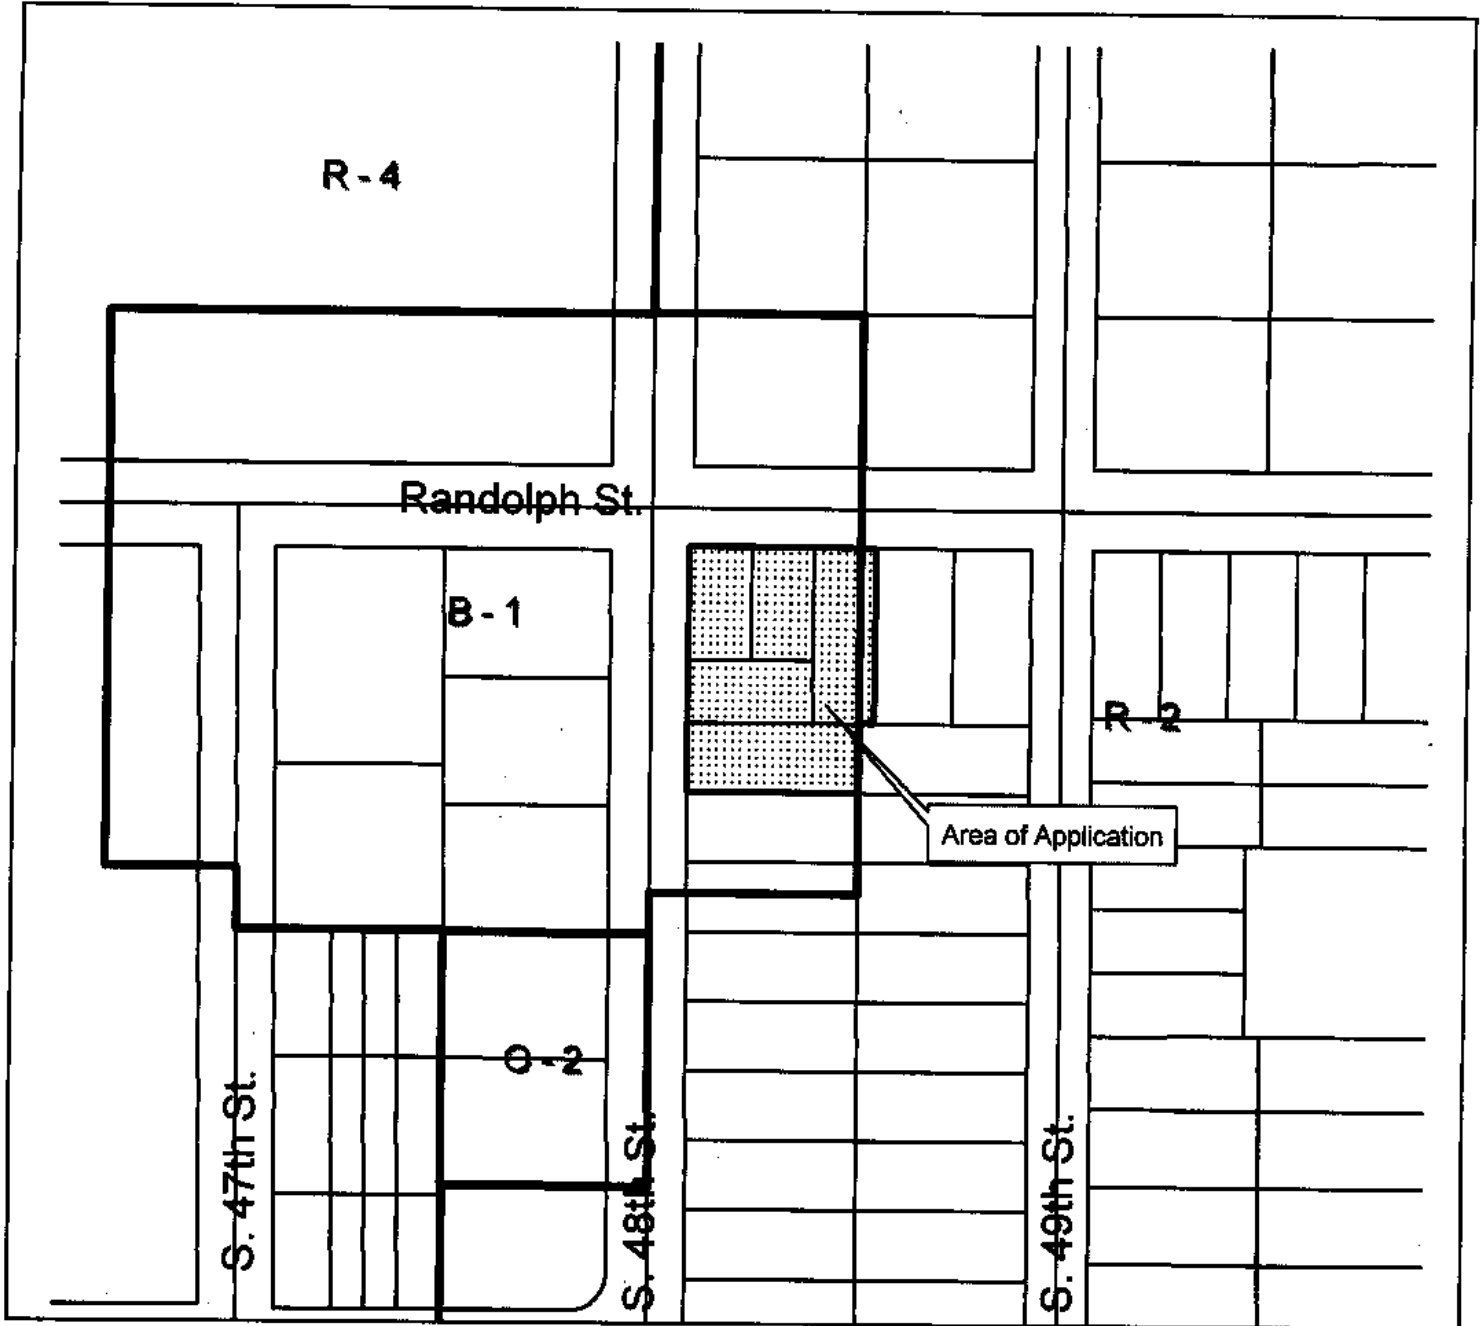 R - 4
Randolph St.
B - 1
R - 2
Area of Application
O - 2
S. 47th St.
S. 48th St.
S. 49th St.